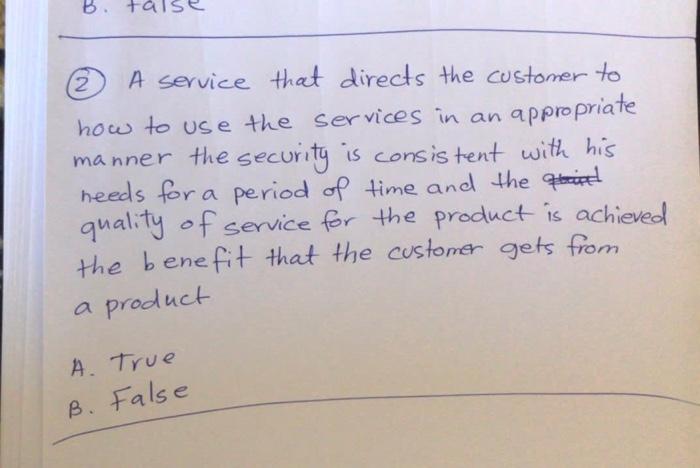 B. False
② A service that directs the customer to
how to use the services in an appropriate
manner the security is consistent with his
needs for a period of time and the
quality of service for the product is achieved
the benefit that the customer gets from
a product
A. True
B. False